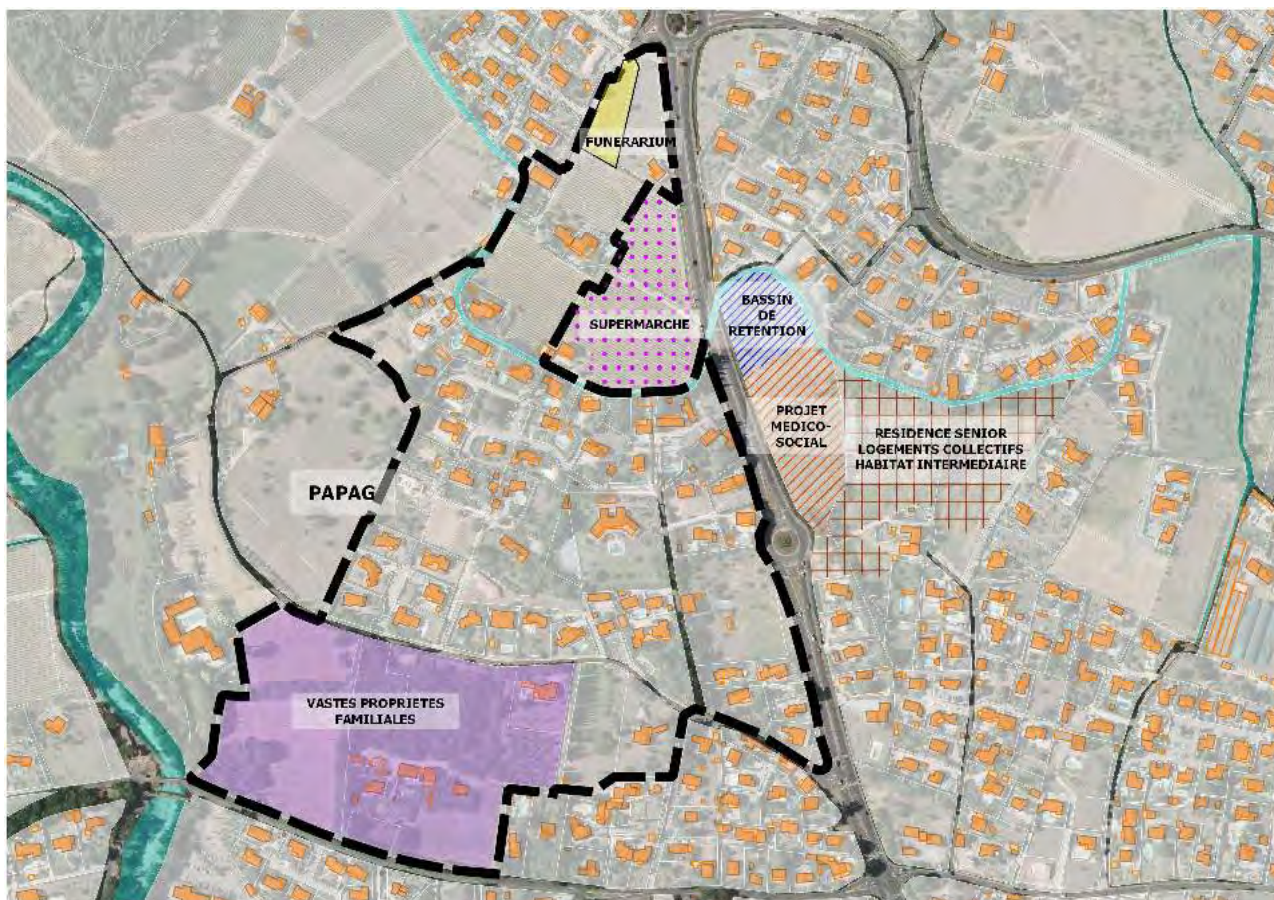 FUNERARIUM
SUPERMARCHE
BASSIN
DE
RETENTION
PROJET
MEDICO-
SOCIAL
RESIDENCE SENIOR
LOGEMENTS COLLECTIFS
HABITAT INTERMEDIAIRE
PAPAG
VASTES PROPRIETES
FAMILIALES